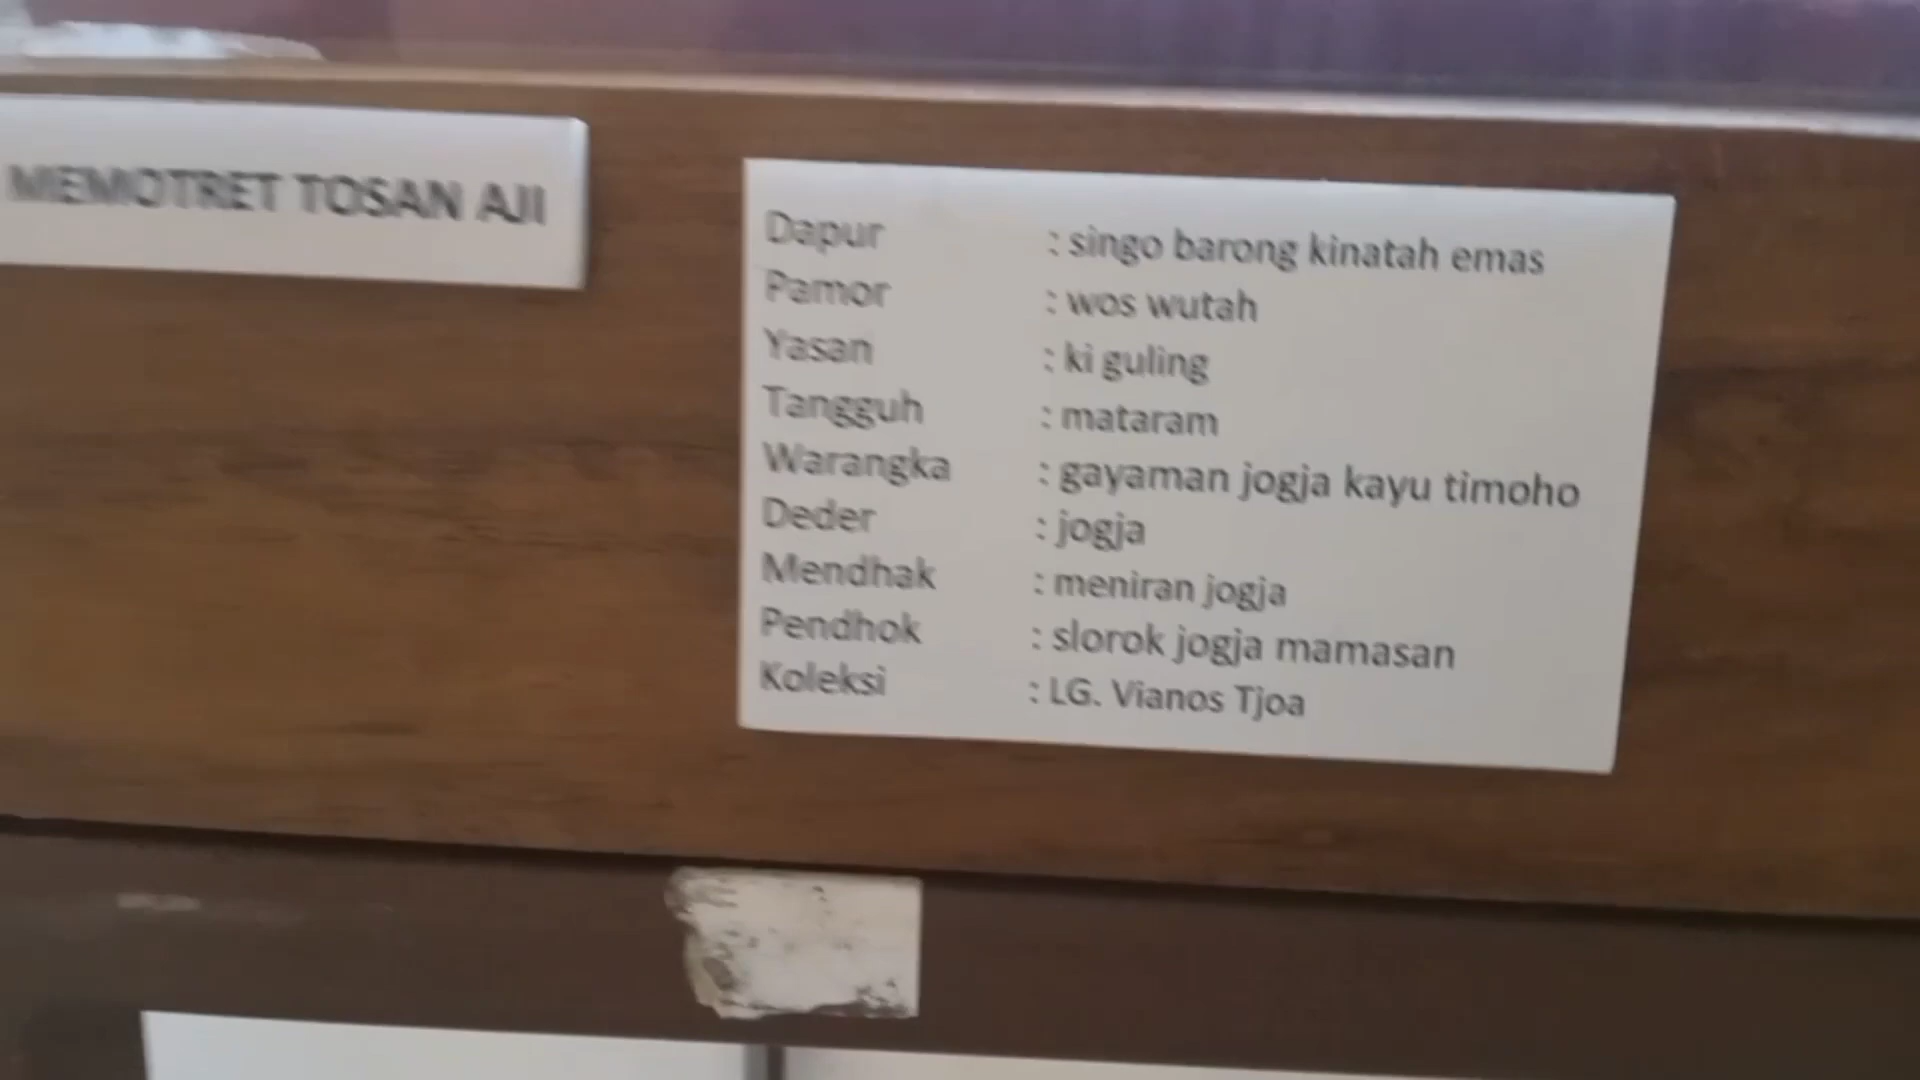 MEMOTRET TOSAN AJI
Dapur : singo barong kinatah emas
Pamor : wos wutah
Yasan : ki guling
Tangguh : mataram
Warangka : gayaman jogja kayu timoho
Deder : jogja
Mendhak : meniran jogja
Pendhok : slorok jogja mamasan
Koleksi : LG. Vianos Tjoa